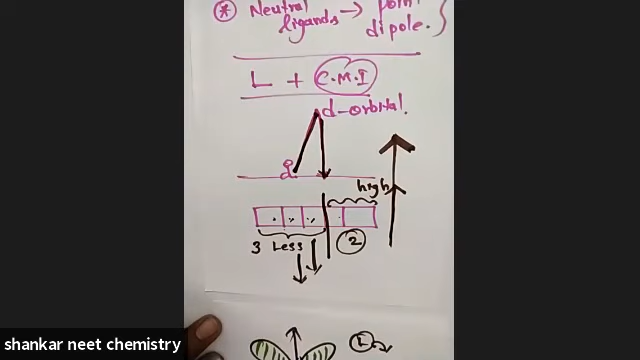 * Neutral → point
ligands dipole. }
L + C.M.I
d-orbital.
d
high
3 Less 2
shankar neet chemistry